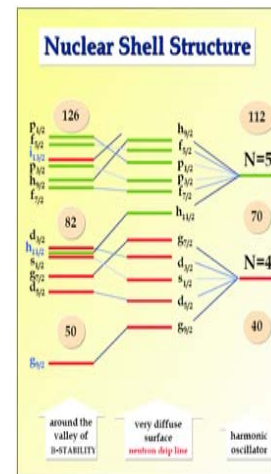 Nuclear Shell Structure
126
p1/2
f5/2
i13/2
p3/2
h9/2
f7/2
82
d3/2
h11/2
s1/2
g7/2
d5/2
50
g9/2
h9/2
f5/2
p1/2
p3/2
f7/2
h11/2
g7/2
d3/2
s1/2
d5/2
g9/2
112
N=5
70
N=4
40
around the
valley of
β-STABILITY
very diffuse
surface
neutron drip line
harmonic
oscillator